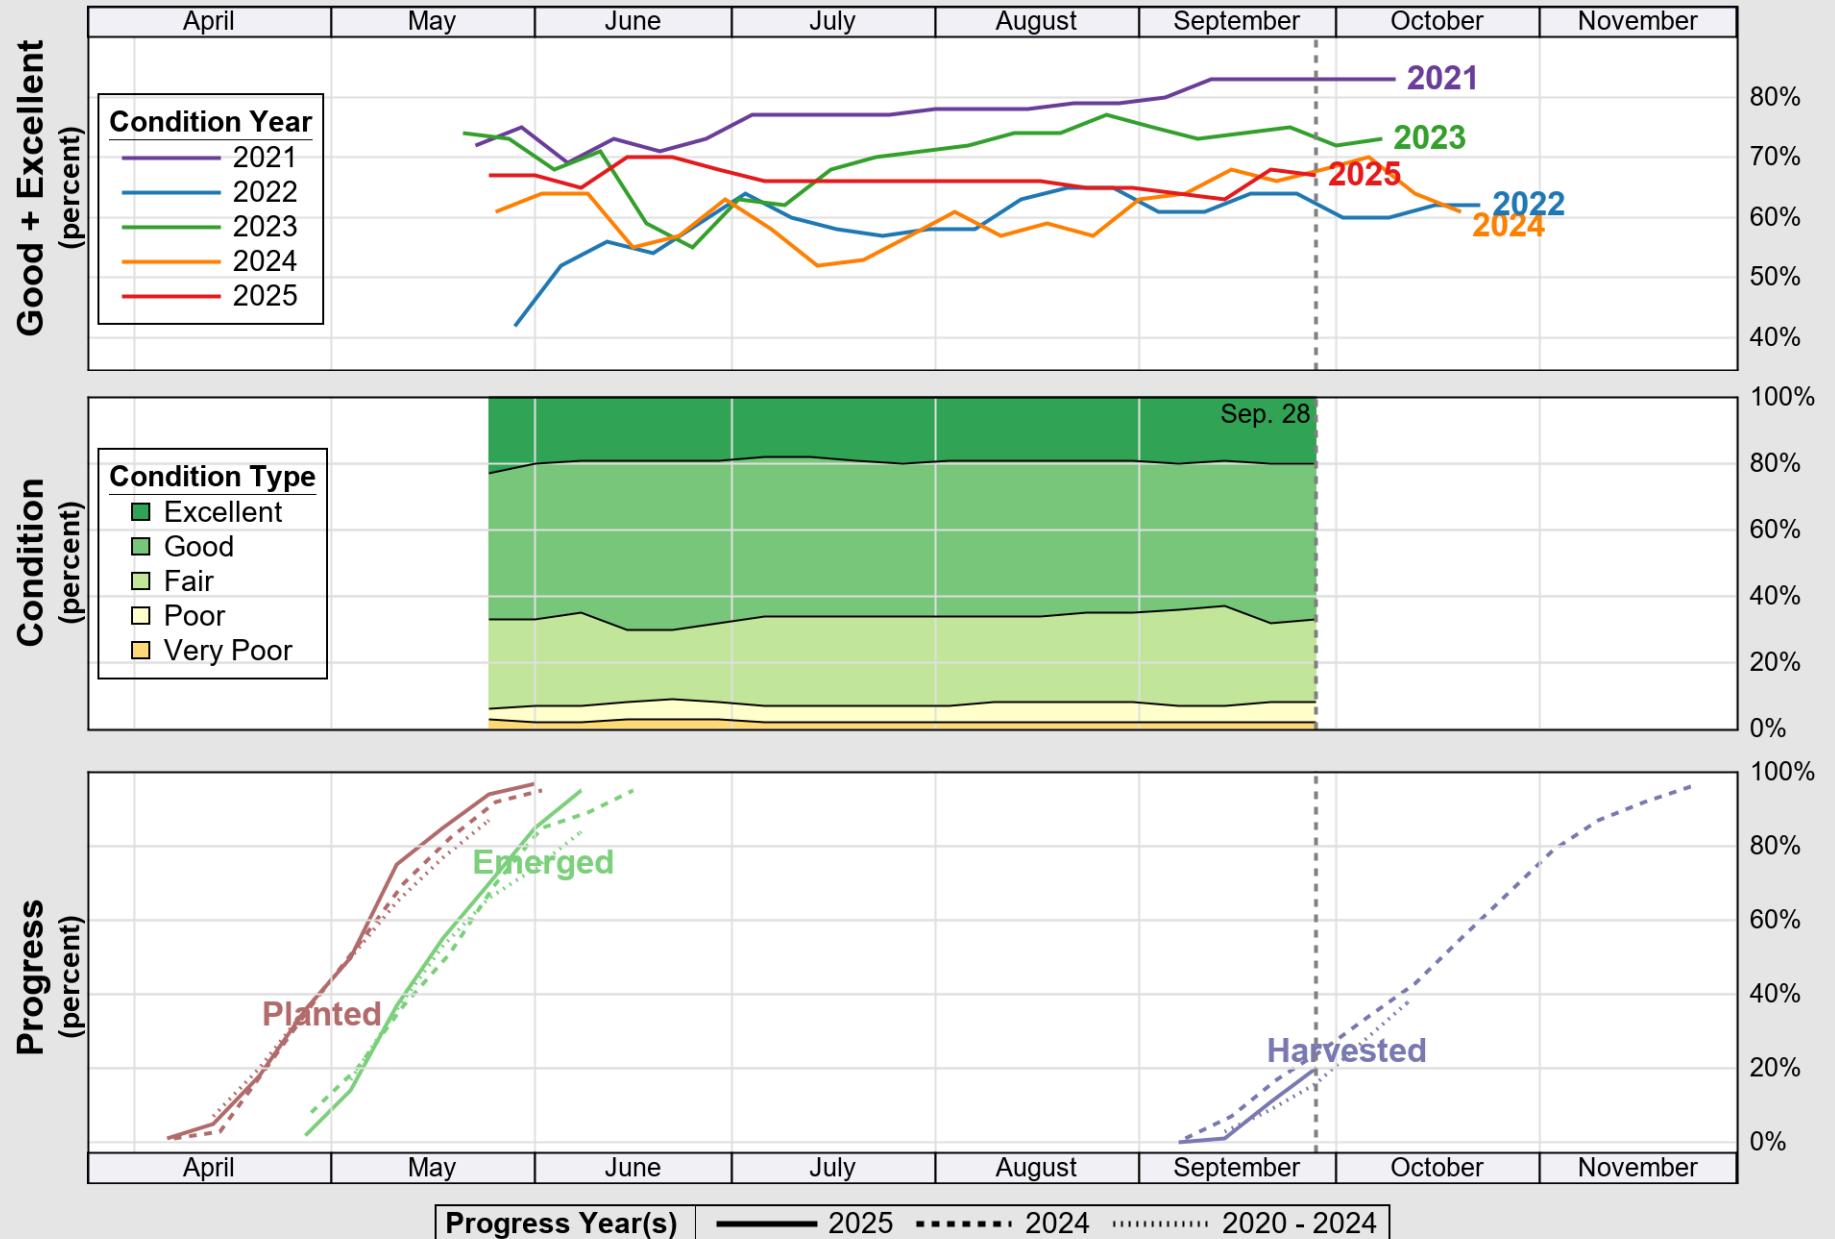 April May June July August September October November
Good + Excellent
(percent)
Condition Year
2021
2022
2023
2024
2025
2021
2023
2025
2022
2024
80%
70%
60%
50%
40%
Condition
(percent)
Condition Type
Excellent
Good
Fair
Poor
Very Poor
Sep. 28
100%
80%
60%
40%
20%
0%
Progress
(percent)
Planted
Emerged
Harvested
100%
80%
60%
40%
20%
0%
April May June July August September October November
Progress Year(s) 2025 2024 2020 - 2024